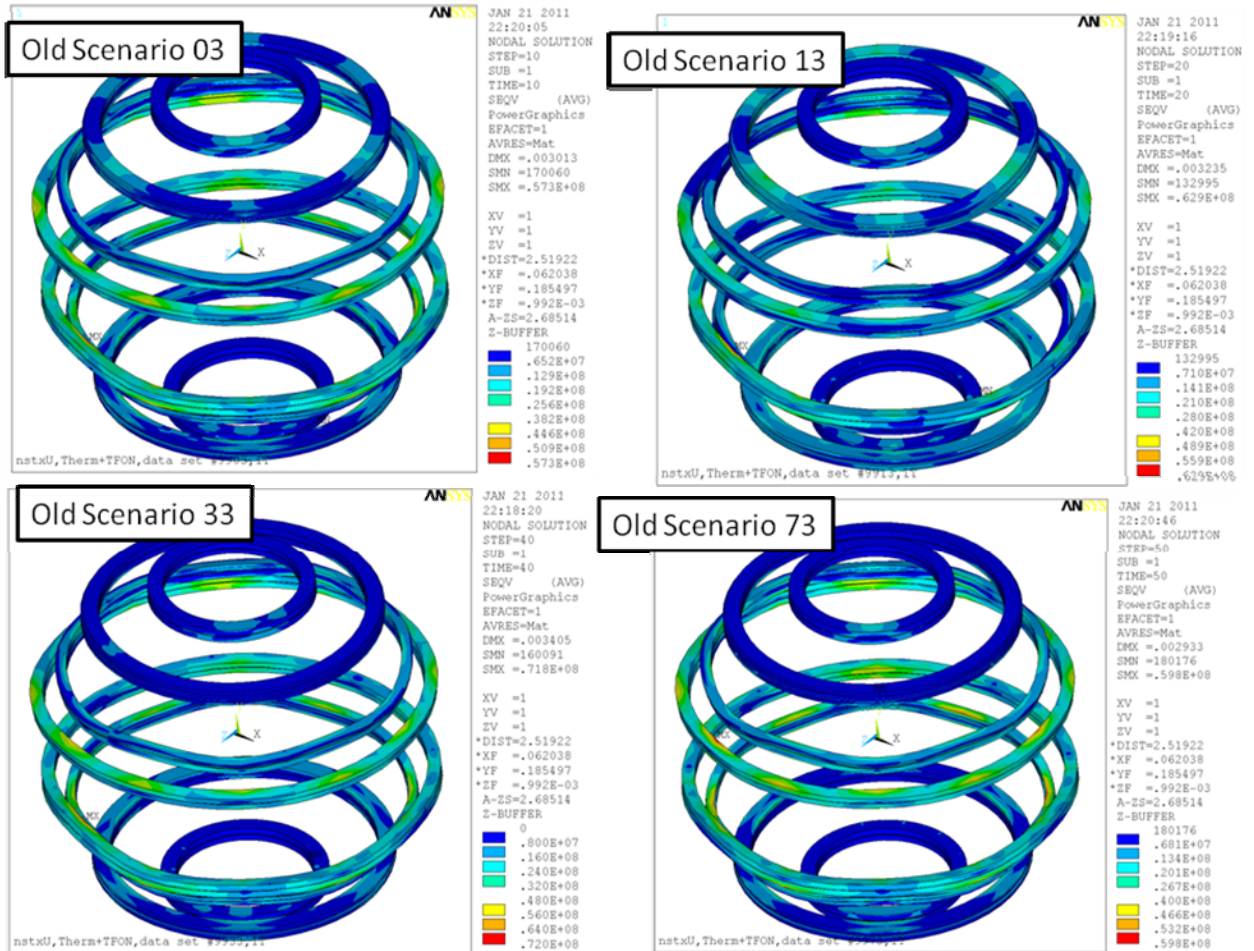 Old Scenario 03
1
ANSYS
JAN 21 2011
22:20:05
NODAL SOLUTION
STEP=10
SUB =1
TIME=10
SEQV (AVG)
PowerGraphics
EFACET=1
AVRES=Mat
DMX =.003013
SMN =170060
SMX =.573E+08
XV =1
YV =1
ZV =1
*DIST=2.51922
*XF =.062038
*YF =.185497
*ZF =.992E-03
A-ZS=2.68514
Z-BUFFER
170060
.652E+07
.129E+08
.192E+08
.256E+08
.382E+08
.446E+08
.509E+08
.573E+08
X
MX
nstxU,Therm+TFON,data set #9903,1T
Old Scenario 13
1
ANSYS
JAN 21 2011
22:19:16
NODAL SOLUTION
STEP=20
SUB =1
TIME=20
SEQV (AVG)
PowerGraphics
EFACET=1
AVRES=Mat
DMX =.003235
SMN =132995
SMX =.629E+08
XV =1
YV =1
ZV =1
*DIST=2.51922
*XF =.062038
*YF =.185497
*ZF =.992E-03
A-ZS=2.68514
Z-BUFFER
132995
.710E+07
.141E+08
.210E+08
.280E+08
.420E+08
.489E+08
.559E+08
.629E+08
X
MX
MN
nstxU,Therm+TFON,data set #9913,1T
Old Scenario 33
ANSYS
JAN 21 2011
22:18:20
NODAL SOLUTION
STEP=40
SUB =1
TIME=40
SEQV (AVG)
PowerGraphics
EFACET=1
AVRES=Mat
DMX =.003405
SMN =160091
SMX =.718E+08
XV =1
YV =1
ZV =1
*DIST=2.51922
*XF =.062038
*YF =.185497
*ZF =.992E-03
A-ZS=2.68514
Z-BUFFER
0
.800E+07
.160E+08
.240E+08
.320E+08
.480E+08
.560E+08
.640E+08
.720E+08
X
MX
nstxU,Therm+TFON,data set
Old Scenario 73
ANSYS
JAN 21 2011
22:20:46
NODAL SOLUTION
STEP=50
SUB =1
TIME=50
SEQV (AVG)
PowerGraphics
EFACET=1
AVRES=Mat
DMX =.002933
SMN =180176
SMX =.598E+08
XV =1
YV =1
ZV =1
*DIST=2.51922
*XF =.062038
*YF =.185497
*ZF =.992E-03
A-ZS=2.68514
Z-BUFFER
180176
.681E+07
.134E+08
.201E+08
.267E+08
.400E+08
.466E+08
.532E+08
.598E+08
X
MX
nstxU,Therm+TFON,data set